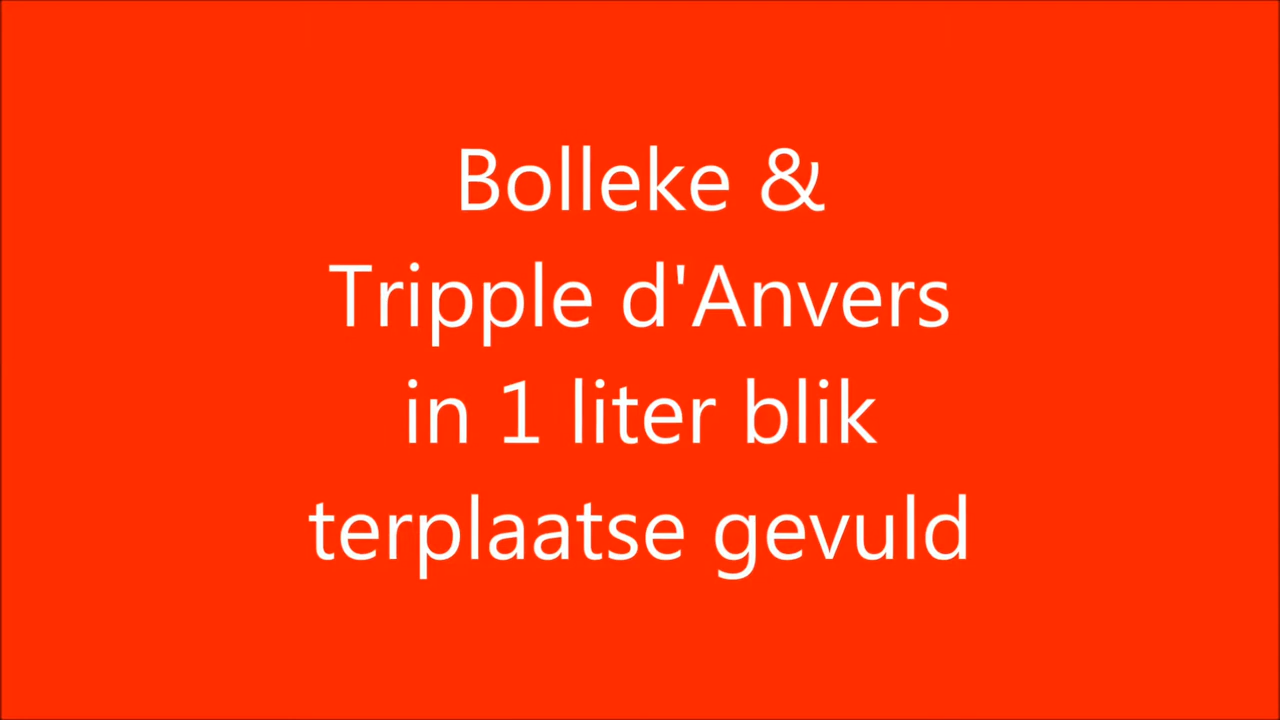 Bolleke &
Tripple d'Anvers
in 1 liter blik
terplaatse gevuld